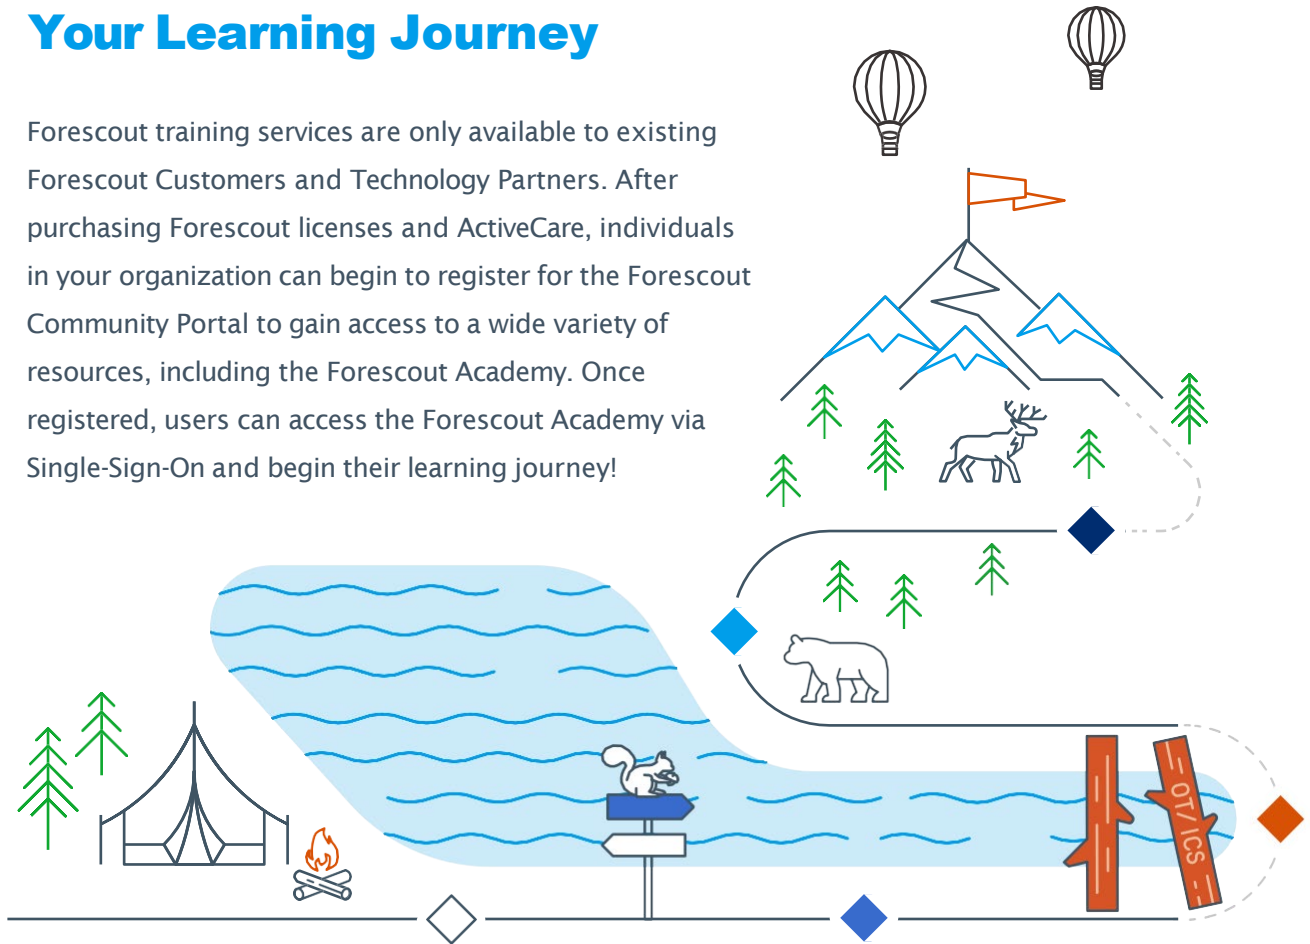 Your Learning Journey
Forescout training services are only available to existing
Forescout Customers and Technology Partners. After
purchasing Forescout licenses and ActiveCare, individuals
in your organization can begin to register for the Forescout
Community Portal to gain access to a wide variety of
resources, including the Forescout Academy. Once
registered, users can access the Forescout Academy via
Single-Sign-On and begin their learning journey!
OT/ ICS